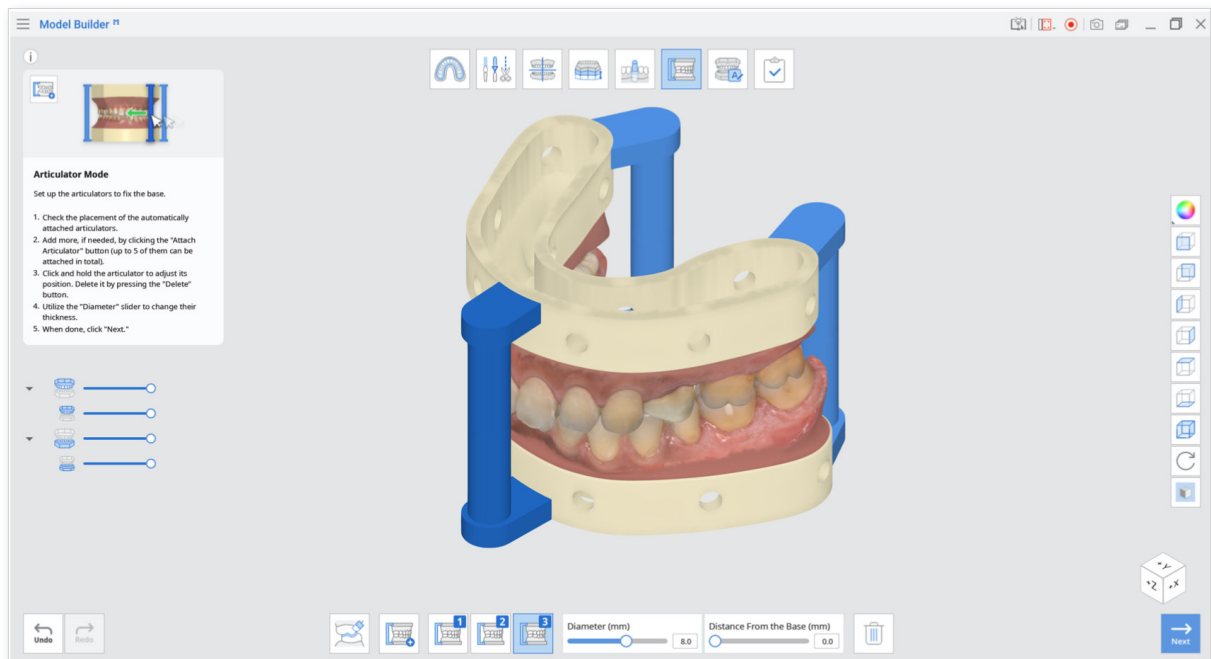 Model Builder
Articulator Mode
Set up the articulators to fix the base.
1. Check the placement of the automatically
attached articulators.
2. Add more, if needed, by clicking the "Attach
Articulator" button (up to 5 of them can be
attached in total).
3. Click and hold the articulator to adjust its
position. Delete it by pressing the "Delete"
button.
4. Utilize the "Diameter" slider to change their
thickness.
5. When done, click "Next."
+Y
+Z
+X
Undo
Redo
1
2
3
Diameter (mm)
8.0
Distance From the Base (mm)
0.0
Next